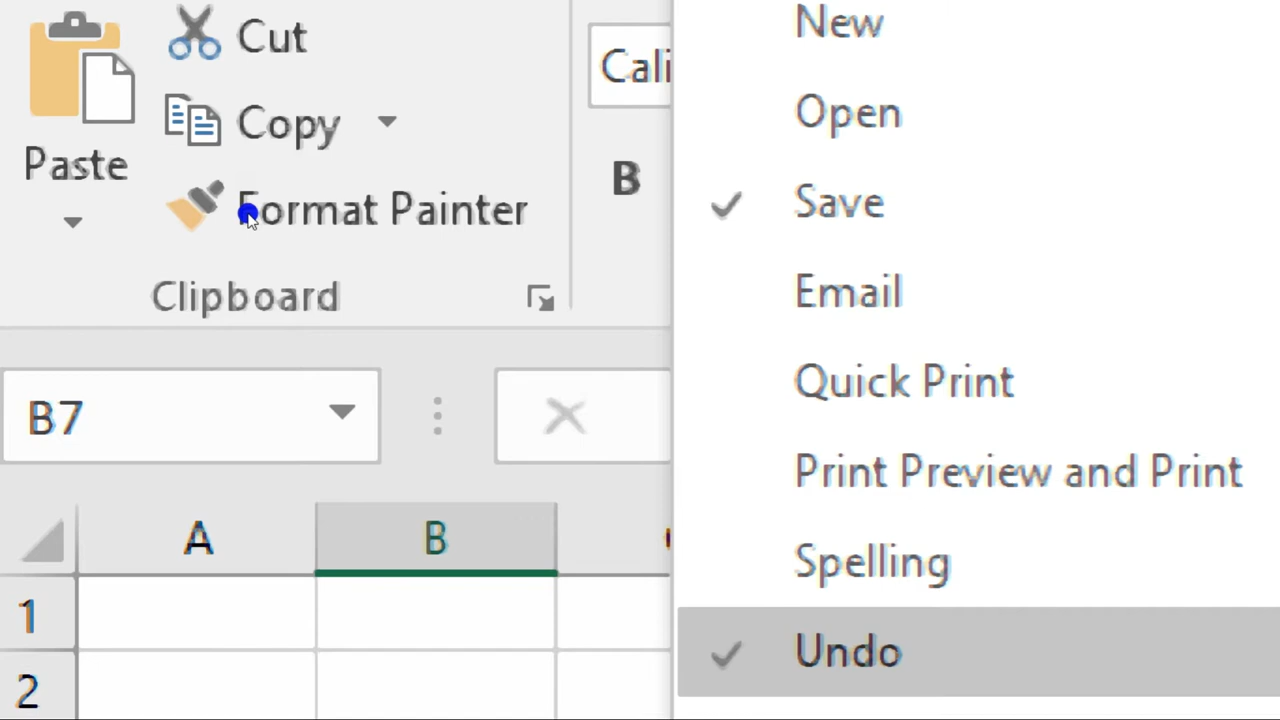 Cut
Copy
Paste
Format Painter
Clipboard
Cali
B
B7
A
B
1
2
New
Open
Save
Email
Quick Print
Print Preview and Print
Spelling
Undo